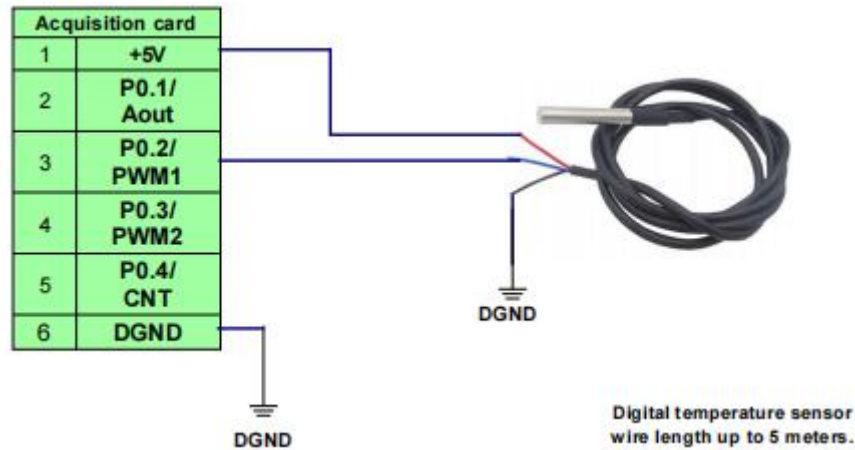 Acquisition card
1 +5V
2 P0.1/
Aout
3 P0.2/
PWM1
4 P0.3/
PWM2
5 P0.4/
CNT
6 DGND
DGND
DGND
Digital temperature sensor
wire length up to 5 meters.